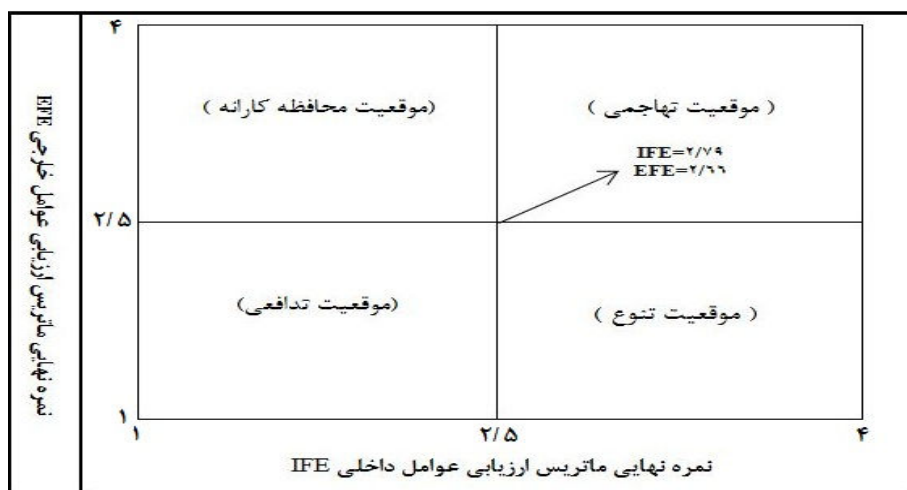 ۴
(موقعیت محافظه کارانه )
( موقعیت تهاجمی )
IFE=۲/۷۹
EFE=۲/۶۶
نمره نهایی ماتریس ارزیابی عوامل خارجی EFE
۲/۵
(موقعیت تدافعی)
( موقعیت تنوع )
۱
۱
۲/۵
۴
نمره نهایی ماتریس ارزیابی عوامل داخلی IFE